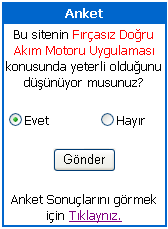 Anket
Bu sitenin Fırçasız Doğru
Akım Motoru Uygulaması
konusunda yeterli olduğunu
düşünüyor musunuz?
Evet Hayır
Gönder
Anket Sonuçlarını görmek
için Tıklaynız.